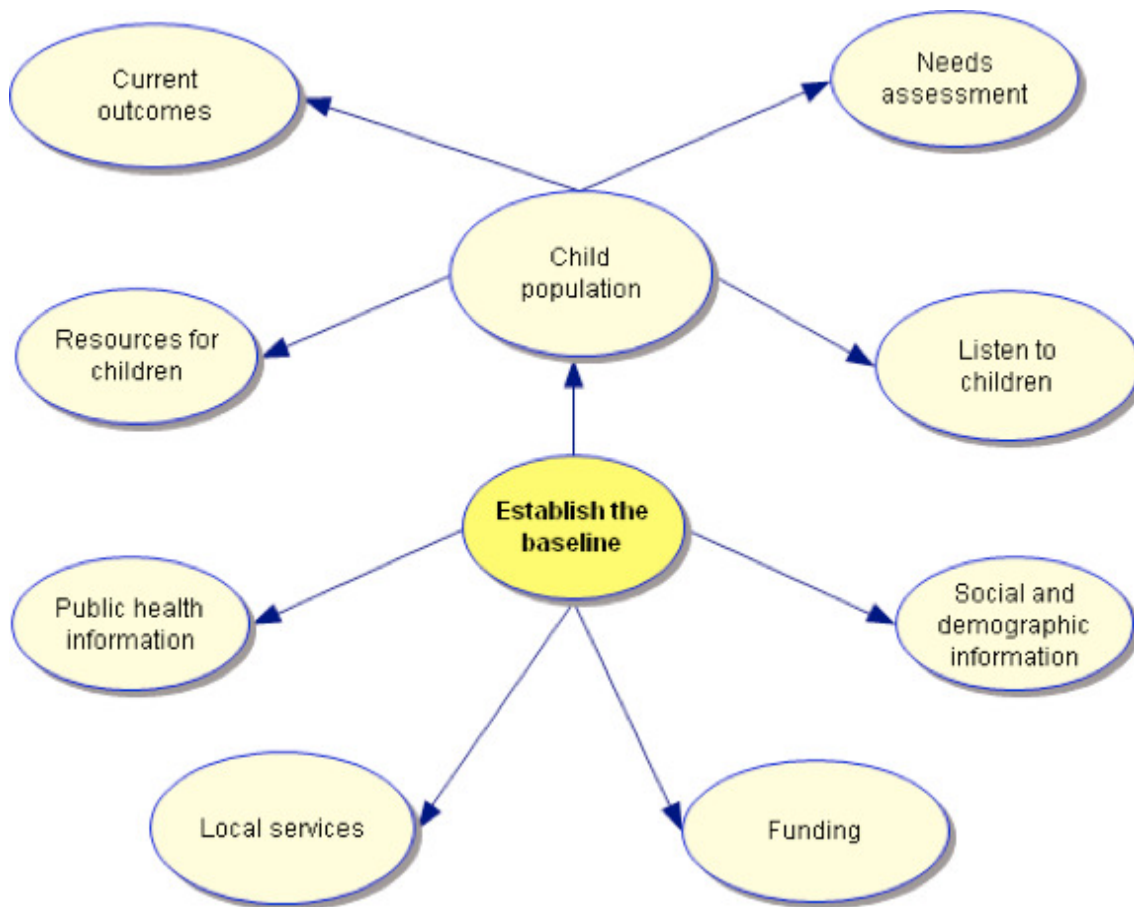 Current
outcomes
Needs
assessment
Child
population
Resources for
children
Listen to
children
Establish the
baseline
Public health
information
Social and
demographic
information
Local services
Funding